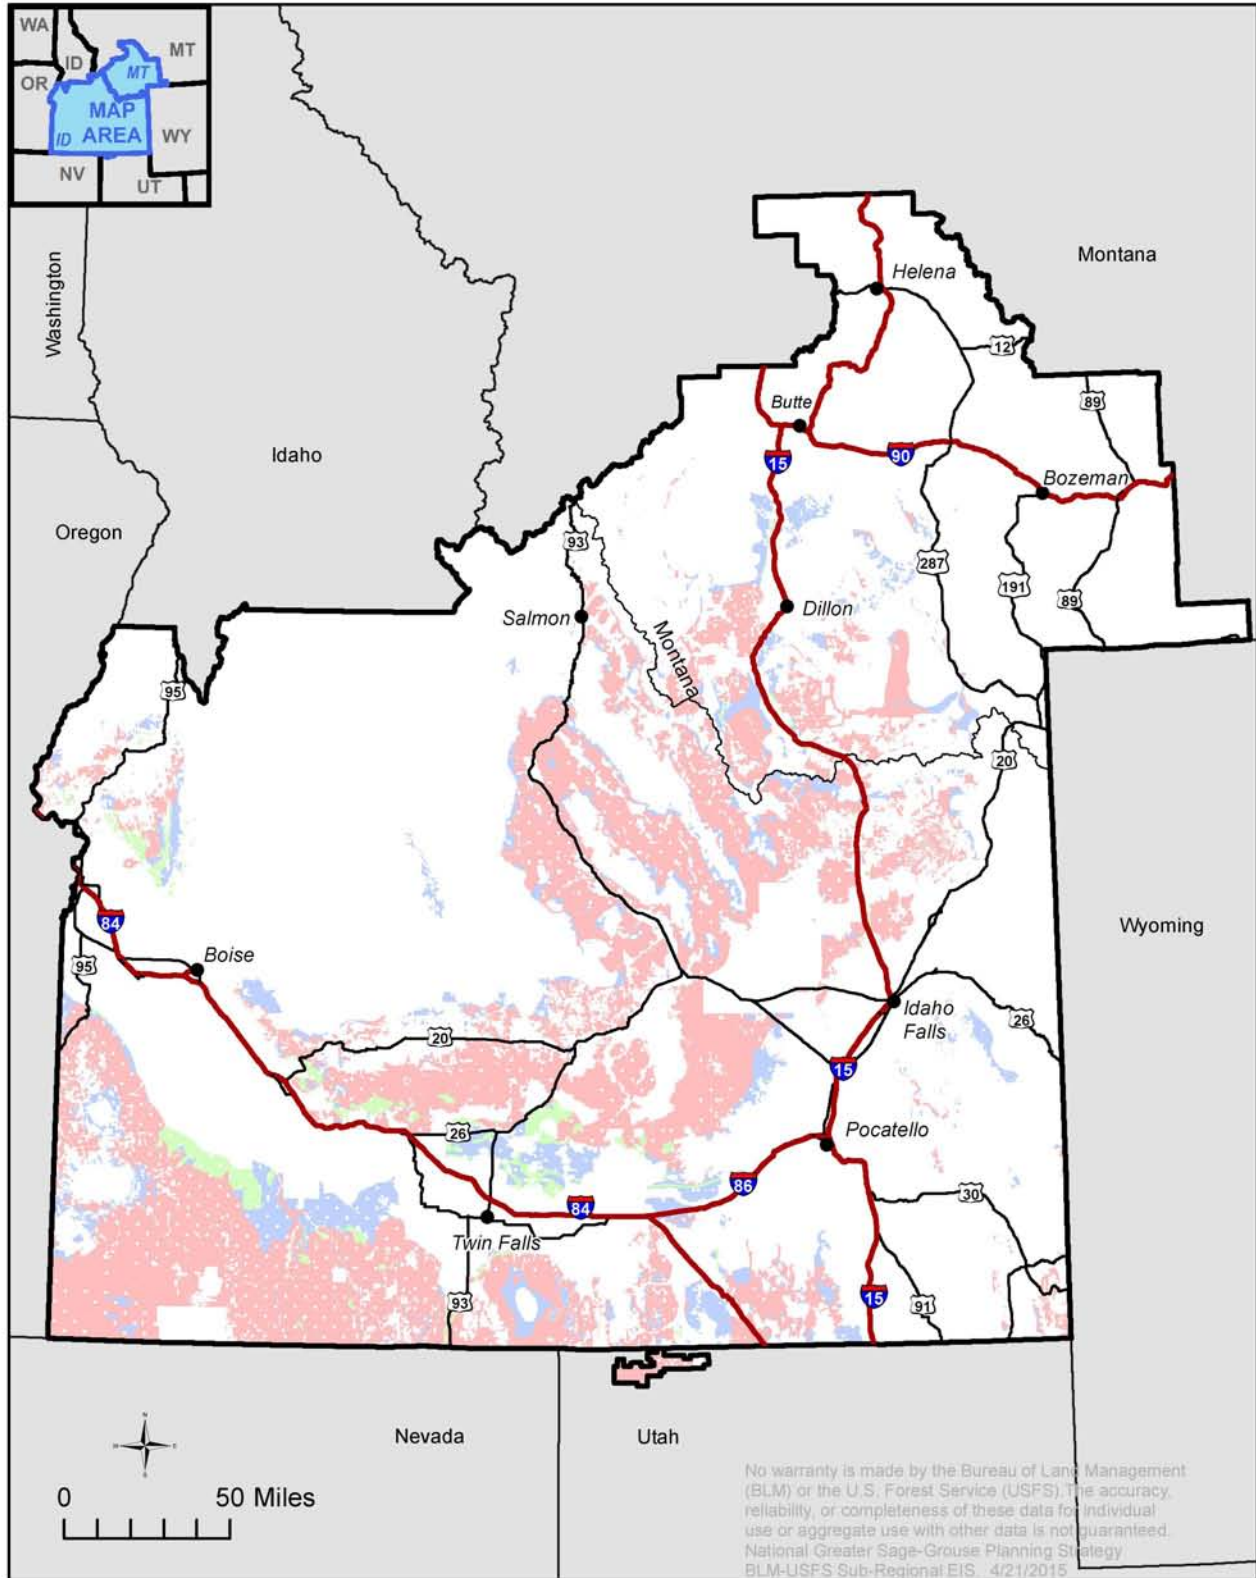 WA
MT
ID
OR
MT
MAP
AREA
ID
WY
NV
UT
Washington
Montana
Helena
12
Butte
89
Idaho
15
90
Bozeman
Oregon
93
287
191
89
Salmon
Dillon
Montana
95
20
84
Wyoming
Boise
95
Idaho
Falls
26
20
15
26
Pocatello
86
30
84
Twin Falls
93
15
91
Nevada
Utah
N
W
E
S
0
50 Miles
No warranty is made by the Bureau of Land Management
(BLM) or the U.S. Forest Service (USFS). The accuracy,
reliability, or completeness of these data for individual
use or aggregate use with other data is not guaranteed.
National Greater Sage-Grouse Planning Strategy
BLM-USFS Sub-Regional EIS 4/21/2015